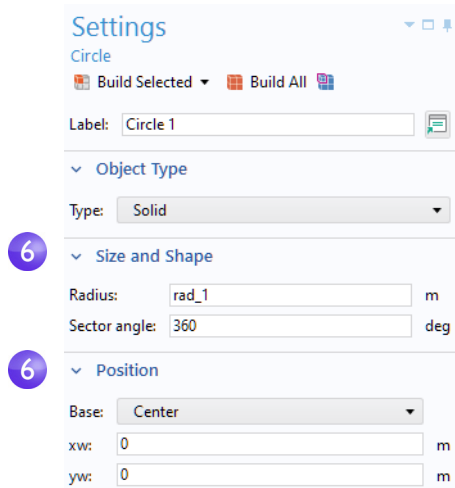 Settings
Circle
Build Selected Build All
Label: Circle 1
Object Type
Type: Solid
6 Size and Shape
Radius: rad_1 m
Sector angle: 360 deg
6 Position
Base: Center
xw: 0 m
yw: 0 m